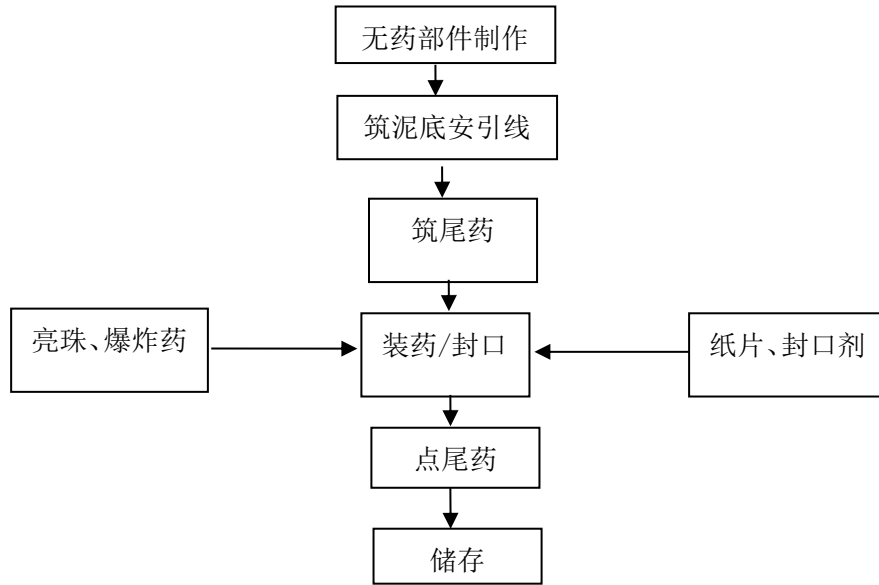 无药部件制作
筑泥底安引线
筑尾药
亮珠、爆炸药
装药/封口
纸片、封口剂
点尾药
储存